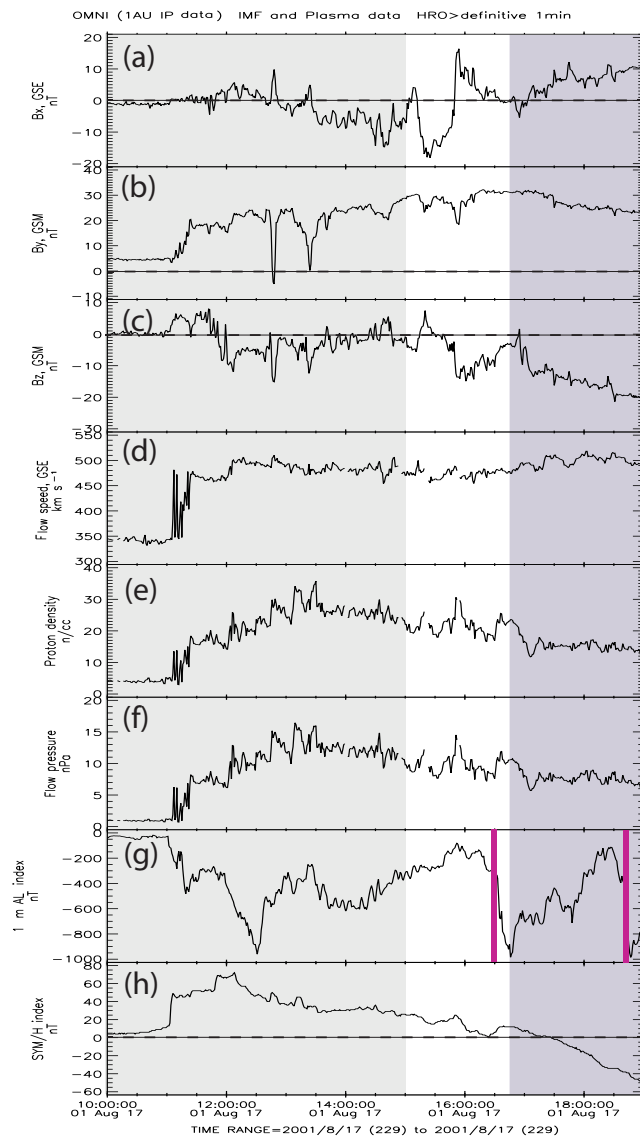 OMNI (1AU IP data) IMF and Plasma data HRO>definitive 1min
(a)
Bx, GSE
nT
20
10
0
−10
−20
(b)
By, GSM
nT
40
30
20
10
0
−10
(c)
Bz, GSM
nT
10
0
−10
−20
−30
(d)
Flow speed, GSE
km s⁻¹
550
500
450
400
350
300
(e)
Proton density
n/cc
40
30
20
10
0
(f)
Flow pressure
nPa
20
15
10
5
0
(g)
1 m AL index
nT
0
−200
−400
−600
−800
−1000
(h)
SYM/H index
nT
80
60
40
20
0
−20
−40
−60
10:00:00 12:00:00 14:00:00 16:00:00 18:00:00
01 Aug 17 01 Aug 17 01 Aug 17 01 Aug 17 01 Aug 17
TIME RANGE=2001/8/17 (229) to 2001/8/17 (229)